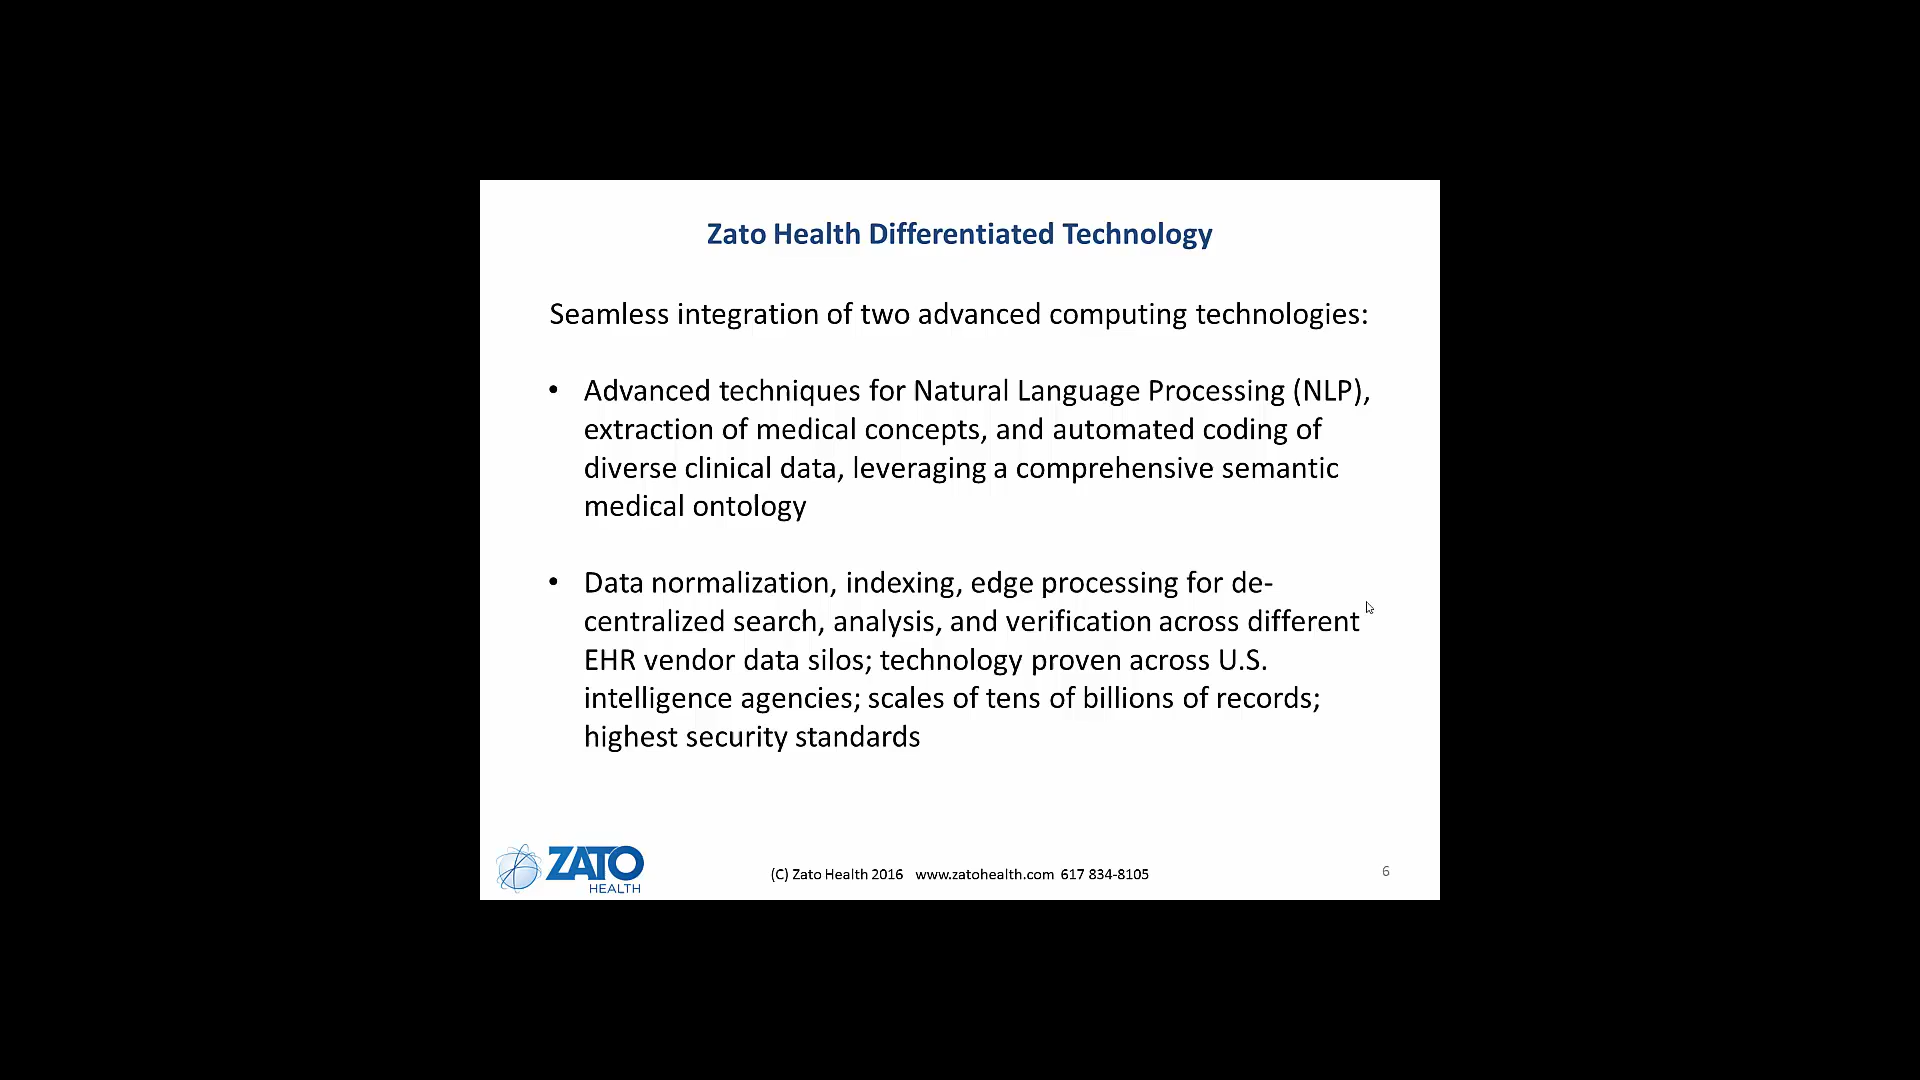 Zato Health Differentiated Technology
Seamless integration of two advanced computing technologies:
• Advanced techniques for Natural Language Processing (NLP),
extraction of medical concepts, and automated coding of
diverse clinical data, leveraging a comprehensive semantic
medical ontology
• Data normalization, indexing, edge processing for de-
centralized search, analysis, and verification across different
EHR vendor data silos; technology proven across U.S.
intelligence agencies; scales of tens of billions of records;
highest security standards
ZATO
HEALTH
(C) Zato Health 2016 www.zatohealth.com 617 834-8105
6